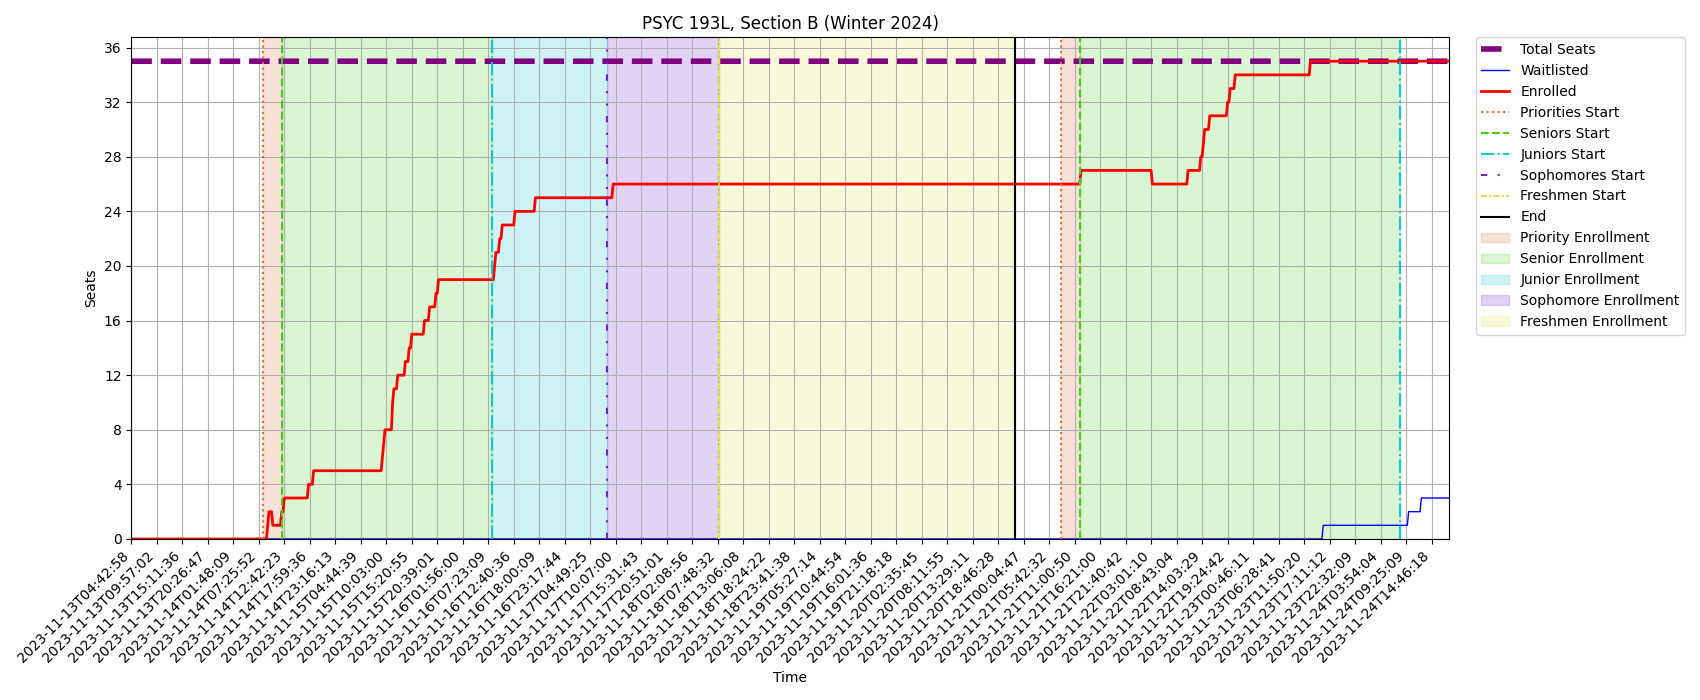 PSYC 193L, Section B (Winter 2024)
36
32
28
24
20
16
12
8
4
0
Seats
2023-11-13T04:42:58
2023-11-13T09:57:02
2023-11-13T15:11:36
2023-11-13T20:26:47
2023-11-14T01:48:09
2023-11-14T07:25:52
2023-11-14T12:42:23
2023-11-14T17:59:36
2023-11-14T23:16:13
2023-11-15T04:44:39
2023-11-15T10:03:00
2023-11-15T15:20:55
2023-11-15T20:39:01
2023-11-16T01:56:00
2023-11-16T07:23:09
2023-11-16T12:40:36
2023-11-16T18:00:09
2023-11-16T23:17:44
2023-11-17T04:49:25
2023-11-17T10:07:00
2023-11-17T15:31:43
2023-11-17T20:51:01
2023-11-18T02:08:56
2023-11-18T07:48:32
2023-11-18T13:06:08
2023-11-18T18:24:22
2023-11-18T23:41:38
2023-11-19T05:27:14
2023-11-19T10:44:54
2023-11-19T16:01:36
2023-11-19T21:18:18
2023-11-20T02:35:45
2023-11-20T08:11:55
2023-11-20T13:29:11
2023-11-20T18:46:28
2023-11-21T00:04:47
2023-11-21T05:42:32
2023-11-21T11:00:50
2023-11-21T16:21:00
2023-11-21T21:40:42
2023-11-22T03:01:10
2023-11-22T08:43:04
2023-11-22T14:03:29
2023-11-22T19:24:42
2023-11-23T00:46:11
2023-11-23T06:28:41
2023-11-23T11:50:20
2023-11-23T17:11:12
2023-11-23T22:32:09
2023-11-24T03:54:04
2023-11-24T09:25:09
2023-11-24T14:46:18
Time
Total Seats
Waitlisted
Enrolled
Priorities Start
Seniors Start
Juniors Start
Sophomores Start
Freshmen Start
End
Priority Enrollment
Senior Enrollment
Junior Enrollment
Sophomore Enrollment
Freshmen Enrollment